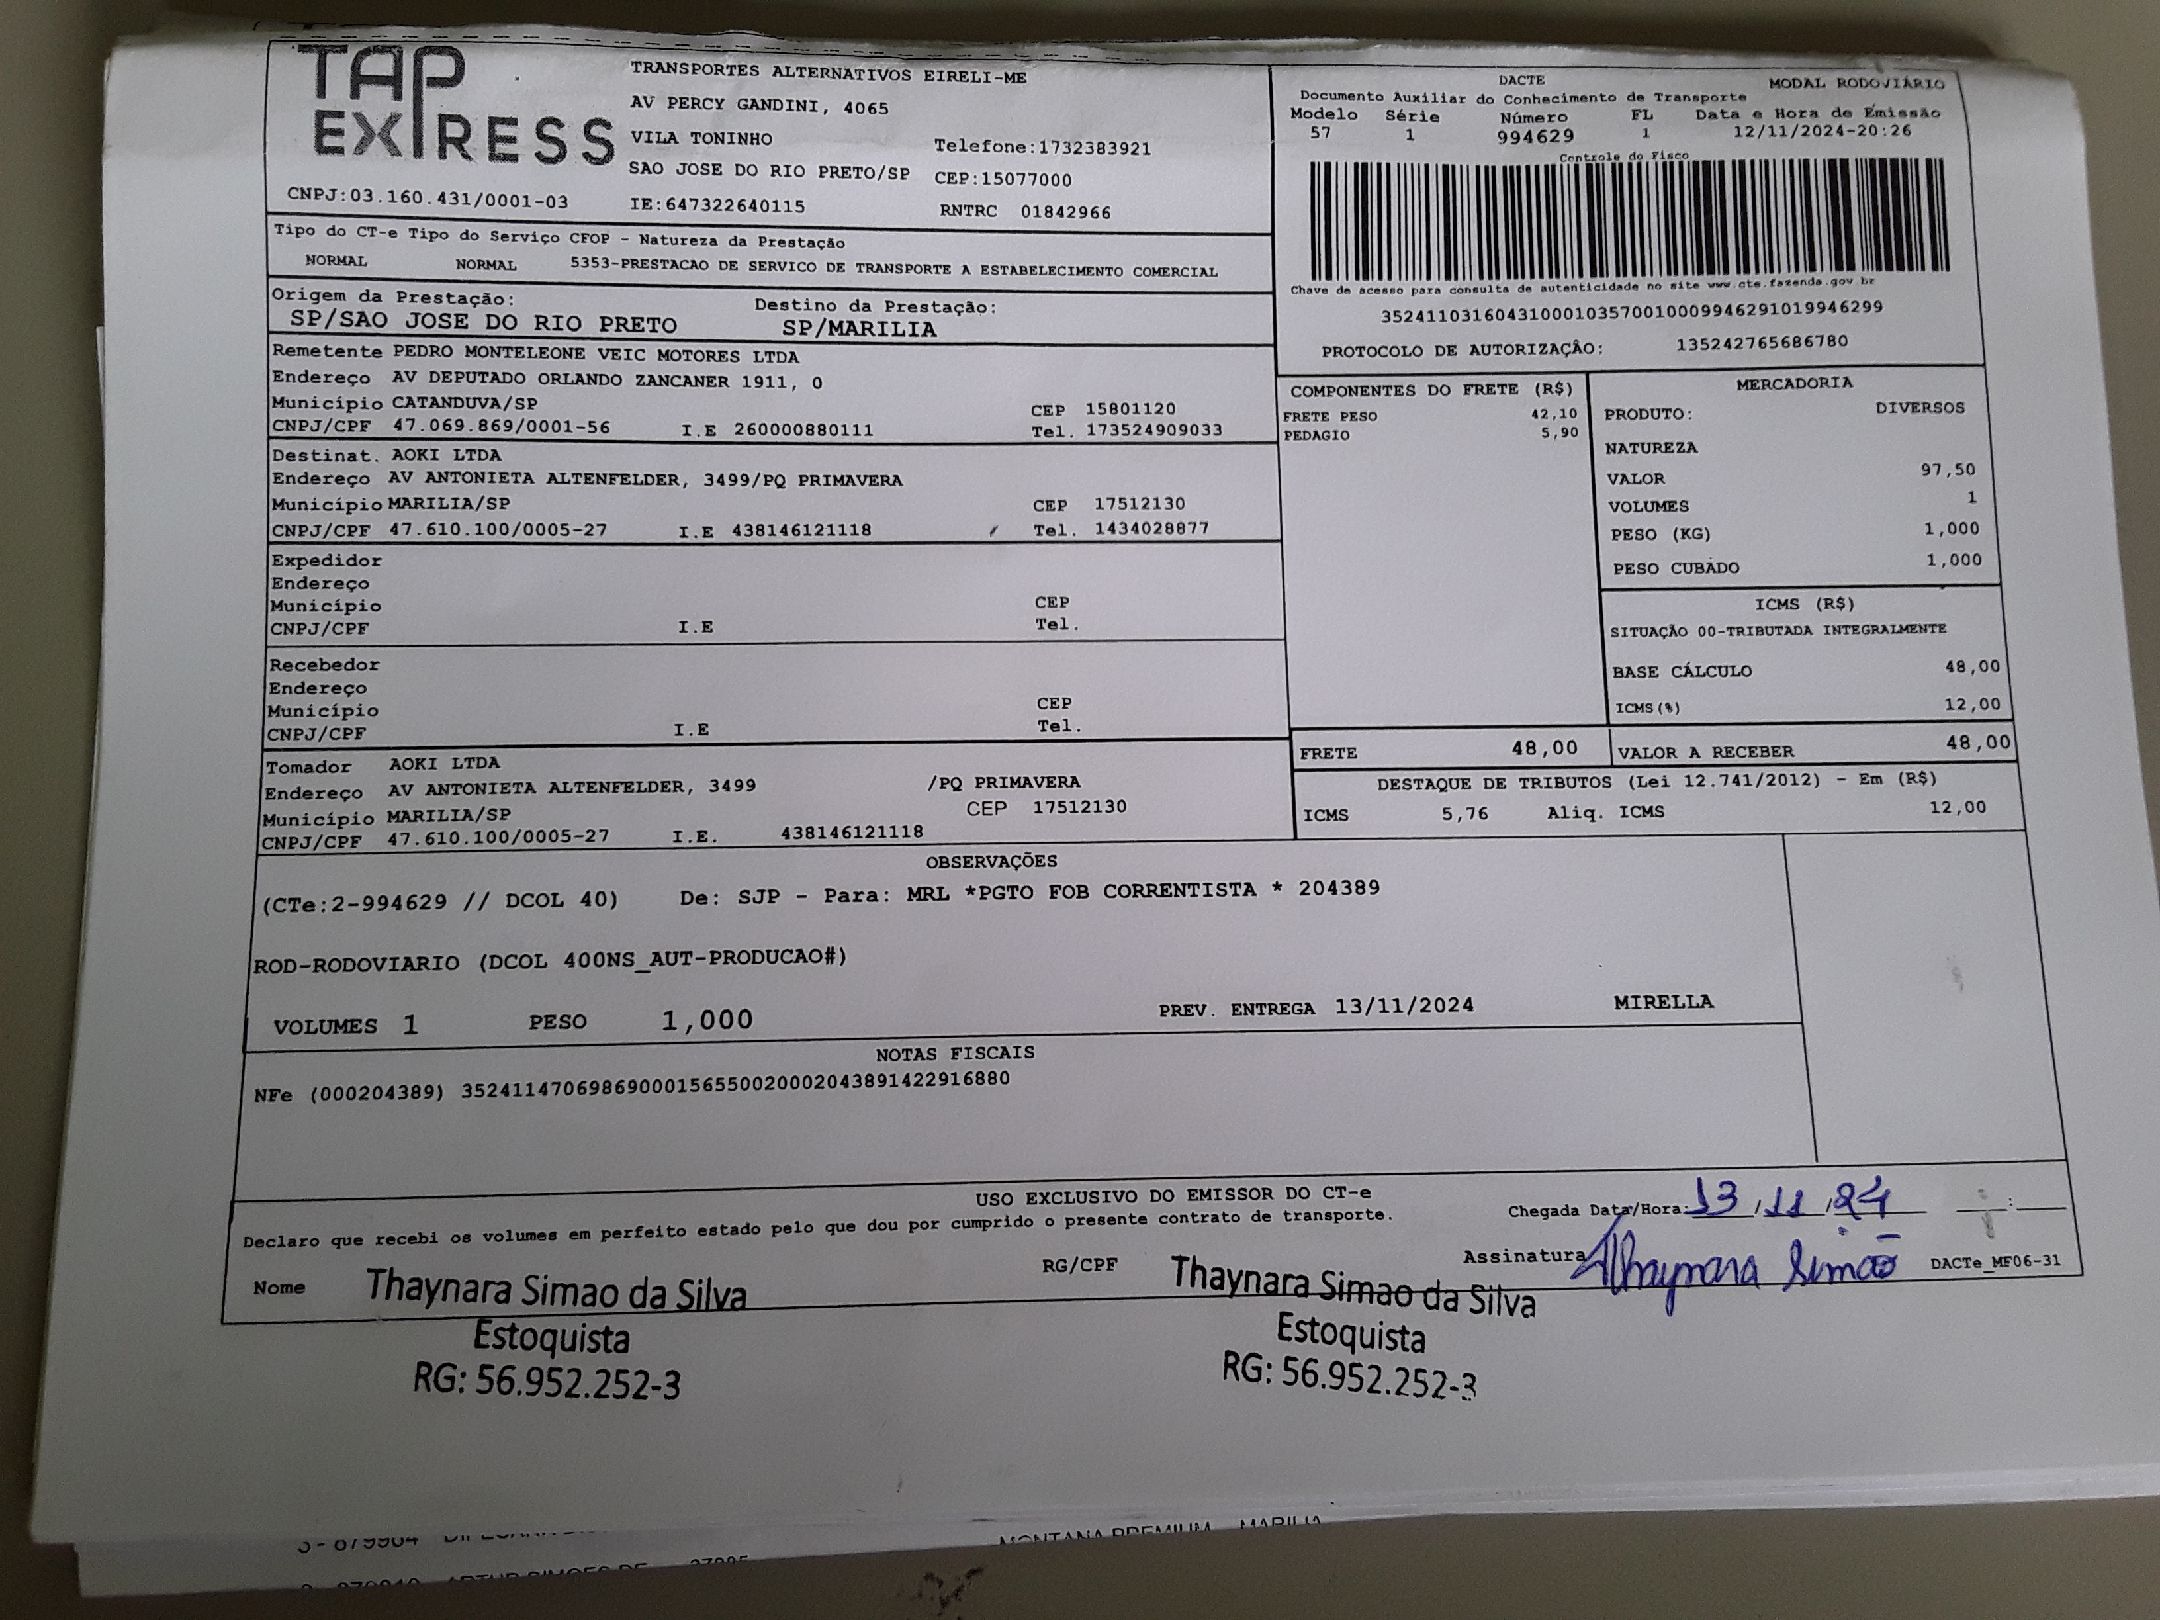 TAP EXPRESS
TRANSPORTES ALTERNATIVOS EIRELI-ME
AV PERCY GANDINI, 4065
VILA TONINHO Telefone:1732383921
SAO JOSE DO RIO PRETO/SP CEP:15077000
CNPJ:03.160.431/0001-03 IE:647322640115 RNTRC 01842966
DACTE MODAL RODOVIÁRIO
Documento Auxiliar do Conhecimento de Transporte
Modelo Série Número FL Data e Hora de Emissão
57 1 994629 1 12/11/2024-20:26
Controle do Fisco
Chave de acesso para consulta de autenticidade no site www.cte.fazenda.gov.br
35241103160431000103570010009946291019946299
PROTOCOLO DE AUTORIZAÇÃO: 135242765686780
Tipo do CT-e Tipo do Serviço CFOP - Natureza da Prestação
NORMAL NORMAL 5353-PRESTACAO DE SERVICO DE TRANSPORTE A ESTABELECIMENTO COMERCIAL
Origem da Prestação: Destino da Prestação:
SP/SAO JOSE DO RIO PRETO SP/MARILIA
Remetente PEDRO MONTELEONE VEIC MOTORES LTDA
Endereço AV DEPUTADO ORLANDO ZANCANER 1911, 0
Município CATANDUVA/SP CEP 15801120
CNPJ/CPF 47.069.869/0001-56 I.E 260000880111 Tel. 173524909033
Destinat. AOKI LTDA
Endereço AV ANTONIETA ALTENFELDER, 3499/PQ PRIMAVERA
Município MARILIA/SP CEP 17512130
CNPJ/CPF 47.610.100/0005-27 I.E 438146121118 Tel. 1434028877
Expedidor
Endereço
Município CEP
CNPJ/CPF I.E Tel.
Recebedor
Endereço
Município CEP
CNPJ/CPF I.E Tel.
Tomador AOKI LTDA
Endereço AV ANTONIETA ALTENFELDER, 3499 /PQ PRIMAVERA
Município MARILIA/SP CEP 17512130
CNPJ/CPF 47.610.100/0005-27 I.E. 438146121118
COMPONENTES DO FRETE (R$)
FRETE PESO 42,10
PEDAGIO 5,90
MERCADORIA
PRODUTO: DIVERSOS
NATUREZA
VALOR 97,50
VOLUMES 1
PESO (KG) 1,000
PESO CUBADO 1,000
ICMS (R$)
SITUAÇÃO 00-TRIBUTADA INTEGRALMENTE
BASE CÁLCULO 48,00
ICMS(%) 12,00
FRETE 48,00 VALOR A RECEBER 48,00
DESTAQUE DE TRIBUTOS (Lei 12.741/2012) - Em (R$)
ICMS 5,76 Aliq. ICMS 12,00
OBSERVAÇÕES
(CTe:2-994629 // DCOL 40) De: SJP - Para: MRL *PGTO FOB CORRENTISTA * 204389
ROD-RODOVIARIO (DCOL 400NS_AUT-PRODUCAO#)
VOLUMES 1 PESO 1,000 PREV. ENTREGA 13/11/2024 MIRELLA
NOTAS FISCAIS
NFe (000204389) 35241147069869000156550020002043891422916880
USO EXCLUSIVO DO EMISSOR DO CT-e
Declaro que recebi os volumes em perfeito estado pelo que dou por cumprido o presente contrato de transporte.
Chegada Data/Hora: 13/11/24 :
Nome RG/CPF Assinatura Thaynara Simão DACTe_MF06-31
Thaynara Simao da Silva
Estoquista
RG: 56.952.252-3
Thaynara Simao da Silva
Estoquista
RG: 56.952.252-3
MONTANA PREMIUM MARILIA